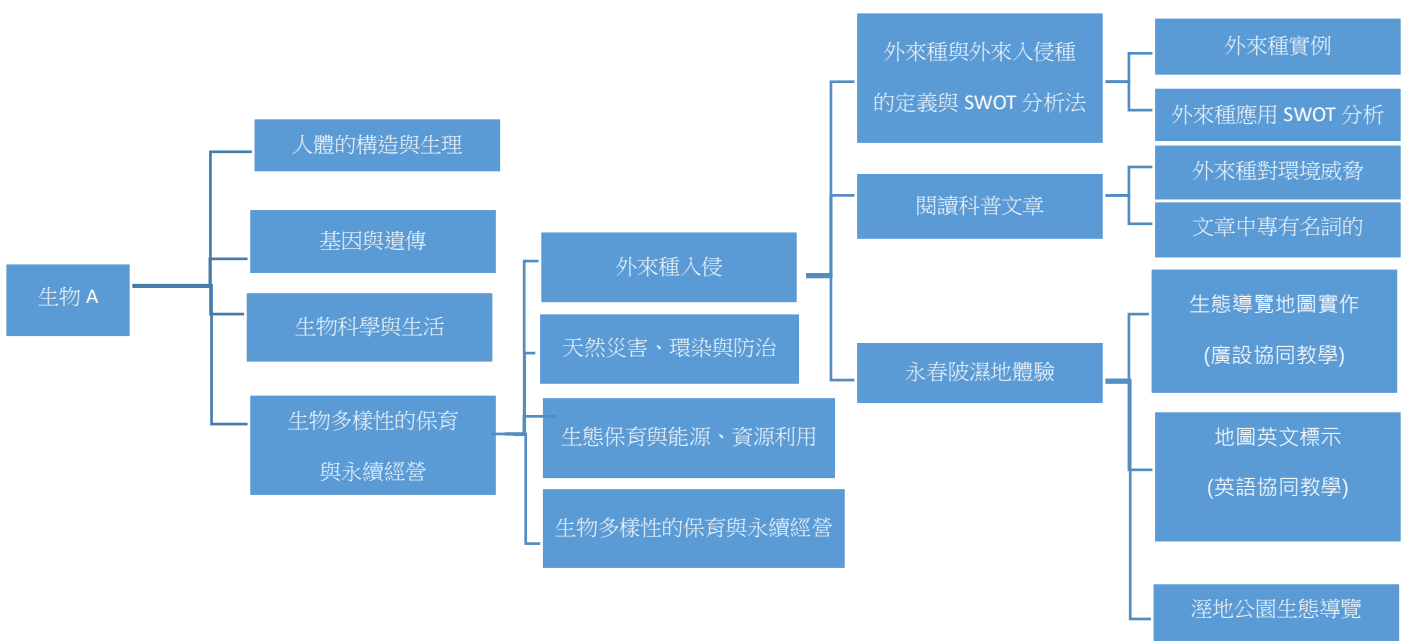 生物 A
人體的構造與生理
基因與遺傳
生物科學與生活
生物多樣性的保育
與永續經營
外來種入侵
天然災害、環染與防治
生態保育與能源、資源利用
生物多樣性的保育與永續經營
外來種與外來入侵種
的定義與 SWOT 分析法
閱讀科普文章
永春陂濕地體驗
外來種實例
外來種應用 SWOT 分析
外來種對環境威脅
文章中專有名詞的
生態導覽地圖實作
(廣設協同教學)
地圖英文標示
(英語協同教學)
溼地公園生態導覽